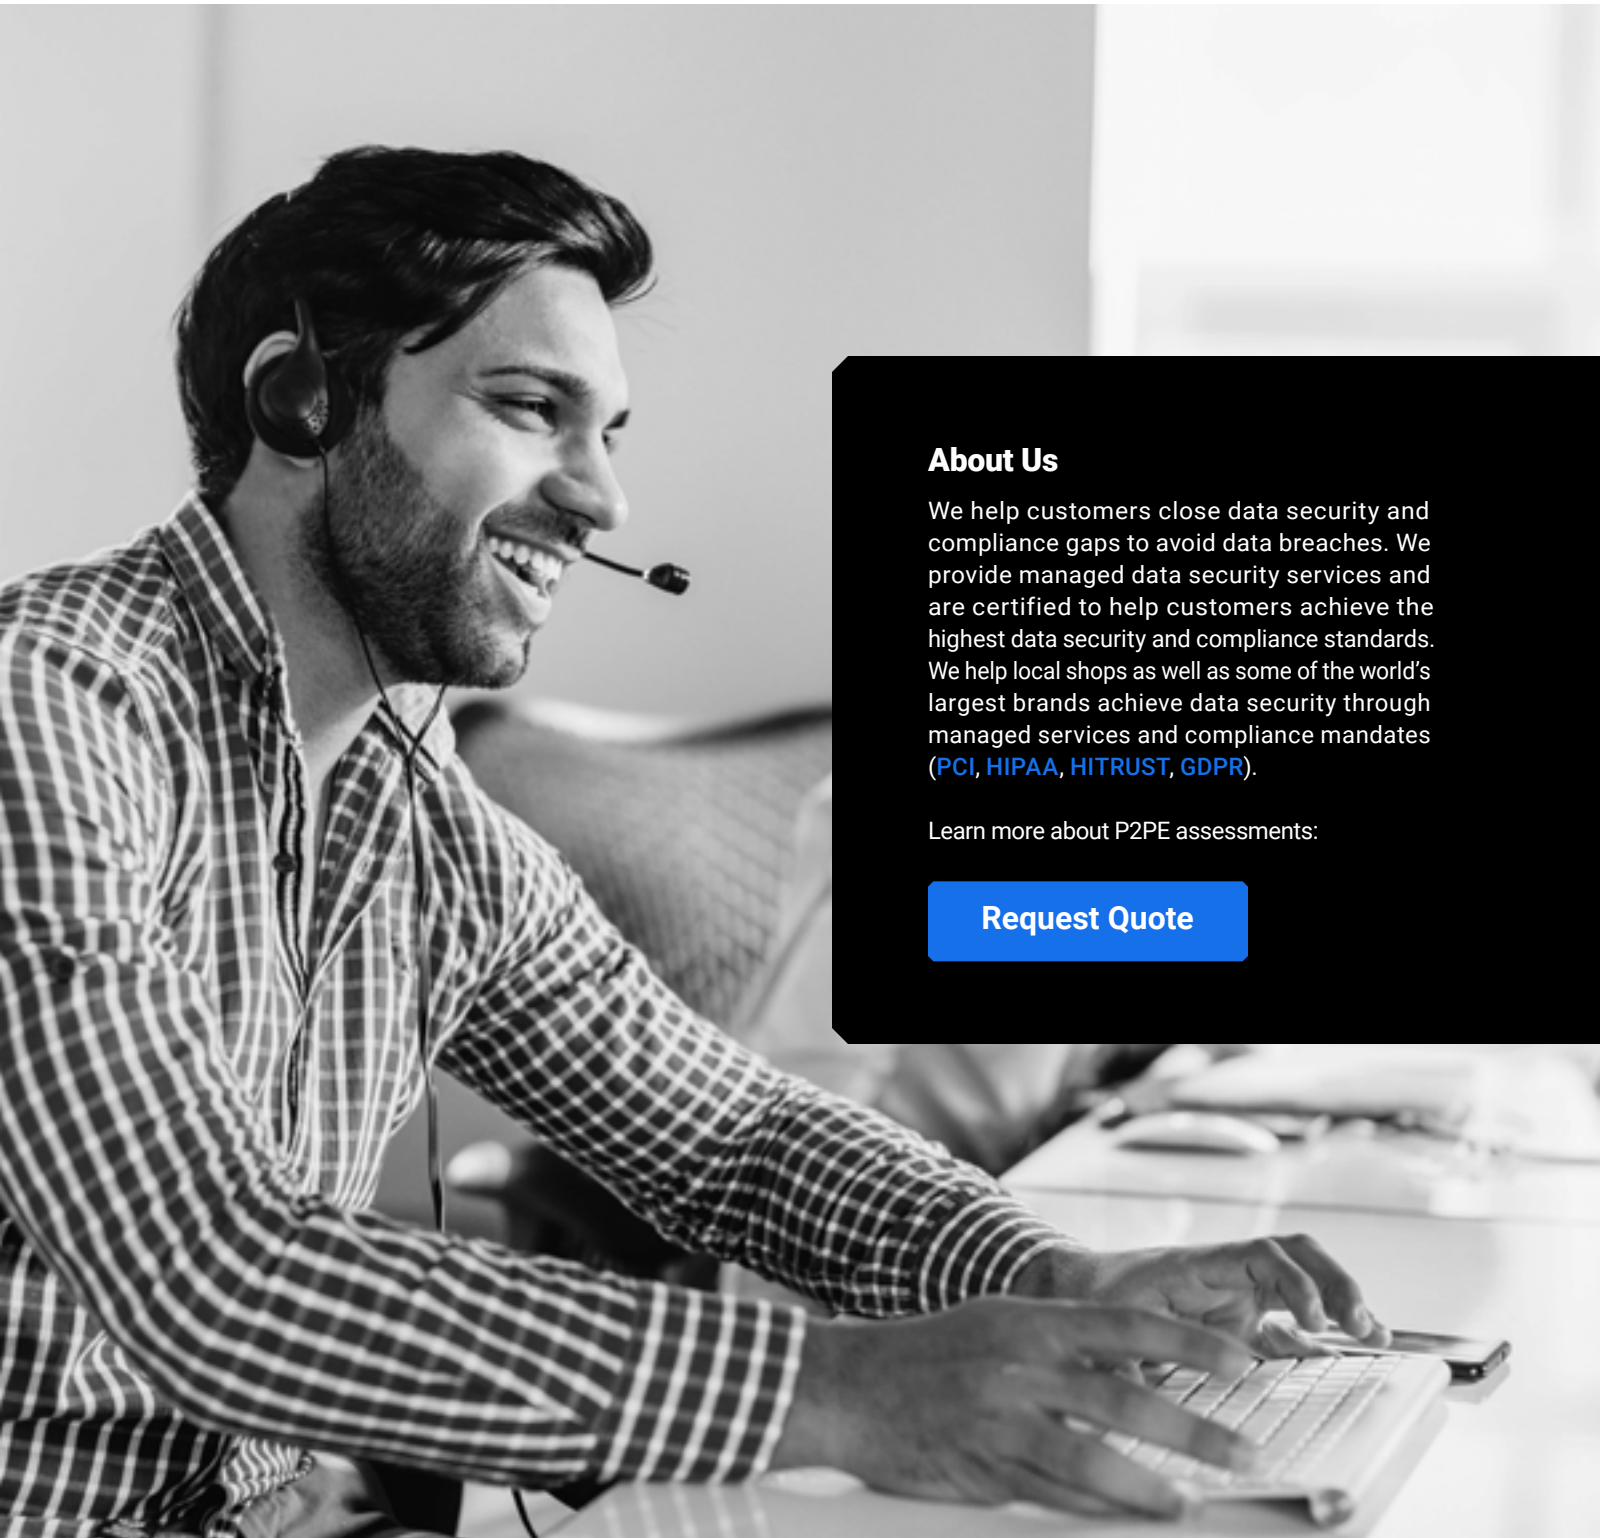 About Us
We help customers close data security and
compliance gaps to avoid data breaches. We
provide managed data security services and
are certified to help customers achieve the
highest data security and compliance standards.
We help local shops as well as some of the world’s
largest brands achieve data security through
managed services and compliance mandates
(PCI, HIPAA, HITRUST, GDPR).
Learn more about P2PE assessments:
Request Quote